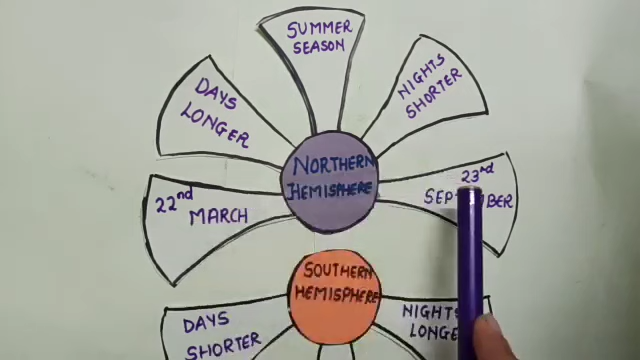 SUMMER
SEASON
DAYS
LONGER
NIGHTS
SHORTER
22nd
MARCH
NORTHERN
HEMISPHERE
23rd
SOUTHERN
HEMISPHERE
DAYS
SHORTER
NIGHTS